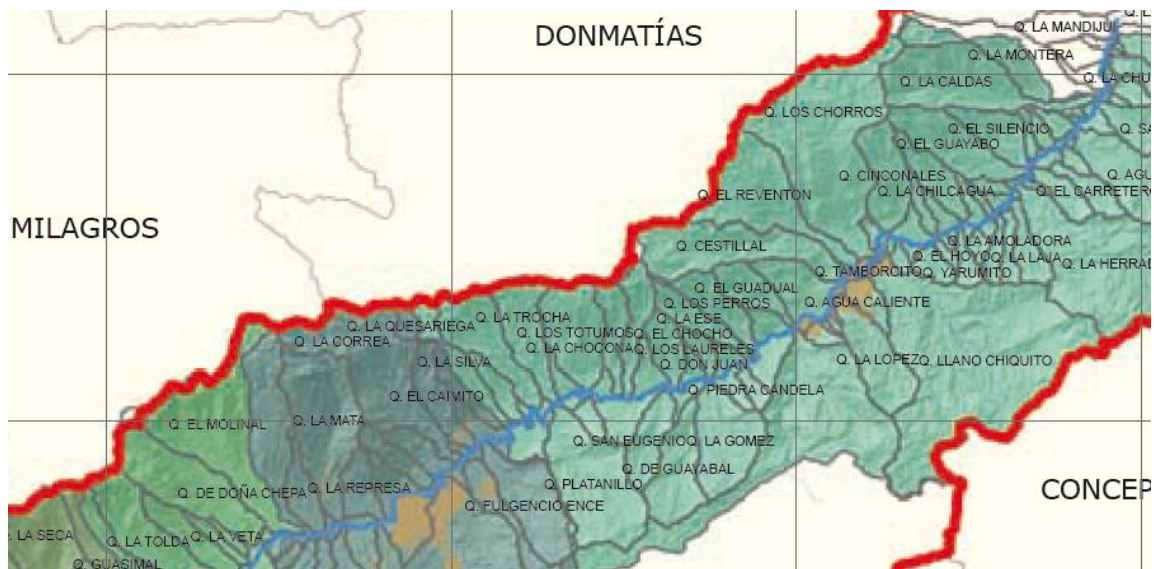 DONMATÍAS
Q. LA MANDIJUI
Q. LA MONTERA
Q. LA CALDAS
Q. LA CHU
Q. LOS CHORROS
Q. EL SILENCIO
Q. SA
Q. EL GUAYABO
Q. CINCONALES
Q. AGU
Q. LA CHILCAGUA
Q. EL CARRETERO
Q. EL REVENTON
MILAGROS
Q. CESTILLAL
Q. LA AMOLADORA
Q. EL HOYO
Q. LA LAJA
Q. LA HERRAD
Q. TAMBORCITO
Q. YARUMITO
Q. EL GUADUAL
Q. LOS PERROS
Q. AGUA CALIENTE
Q. LA TROCHA
Q. LA ESE
Q. LA QUESARIEGA
Q. LOS TOTUMOS
Q. EL CHOCHO
Q. LA CORREA
Q. LA CHOCONA
Q. LOS LAURELES
Q. LA SILVA
Q. DON JUAN
Q. LA LOPEZ
Q. LLANO CHIQUITO
Q. EL CAIMITO
Q. PIEDRA CANDELA
Q. EL MOLINAL
Q. LA MATA
Q. SAN EUGENIO
Q. LA GOMEZ
Q. DE GUAYABAL
Q. DE DOÑA CHEPA
Q. LA REPRESA
Q. PLATANILLO
CONCEP
Q. FULGENCIO ENCE
Q. LA SECA
Q. LA TOLDA
Q. LA VETA
Q. GUASIMAL